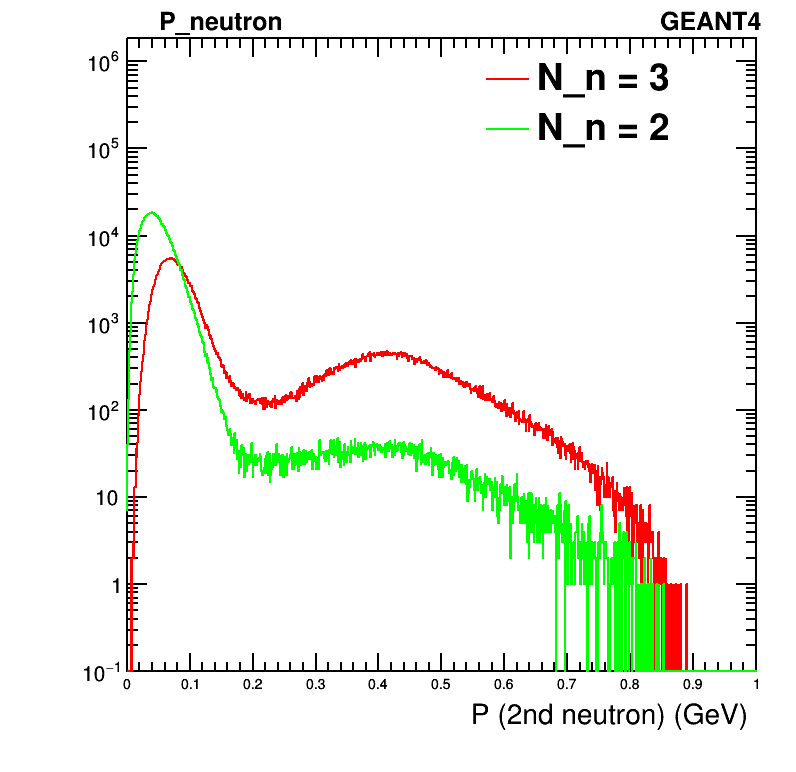 P_neutron GEANT4
N_n = 3
N_n = 2
10^6
10^5
10^4
10^3
10^2
10
1
10^−1
0 0.1 0.2 0.3 0.4 0.5 0.6 0.7 0.8 0.9 1
P (2nd neutron) (GeV)